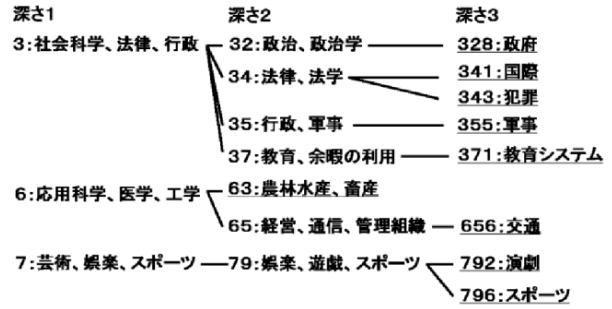 深さ1 深さ2 深さ3
3:社会科学、法律、行政 32:政治、政治学 328:政府
34:法律、法学 341:国際
343:犯罪
35:行政、軍事 355:軍事
37:教育、余暇の利用 371:教育システム
6:応用科学、医学、工学 63:農林水産、畜産
65:経営、通信、管理組織 656:交通
7:芸術、娯楽、スポーツ 79:娯楽、遊戯、スポーツ 792:演劇
796:スポーツ